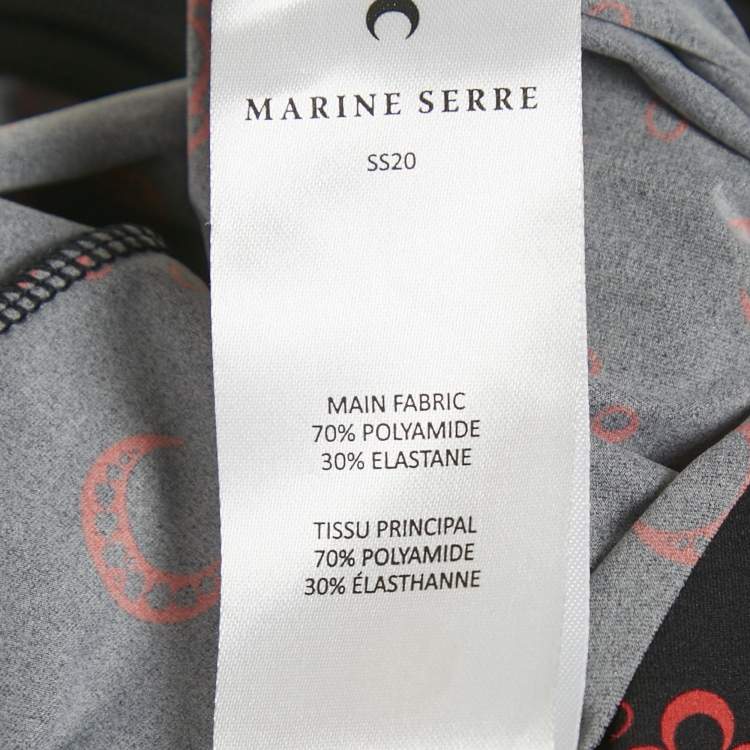 MARINE SERRE
SS20
MAIN FABRIC
70% POLYAMIDE
30% ELASTANE
TISSU PRINCIPAL
70% POLYAMIDE
30% ÉLASTHANNE